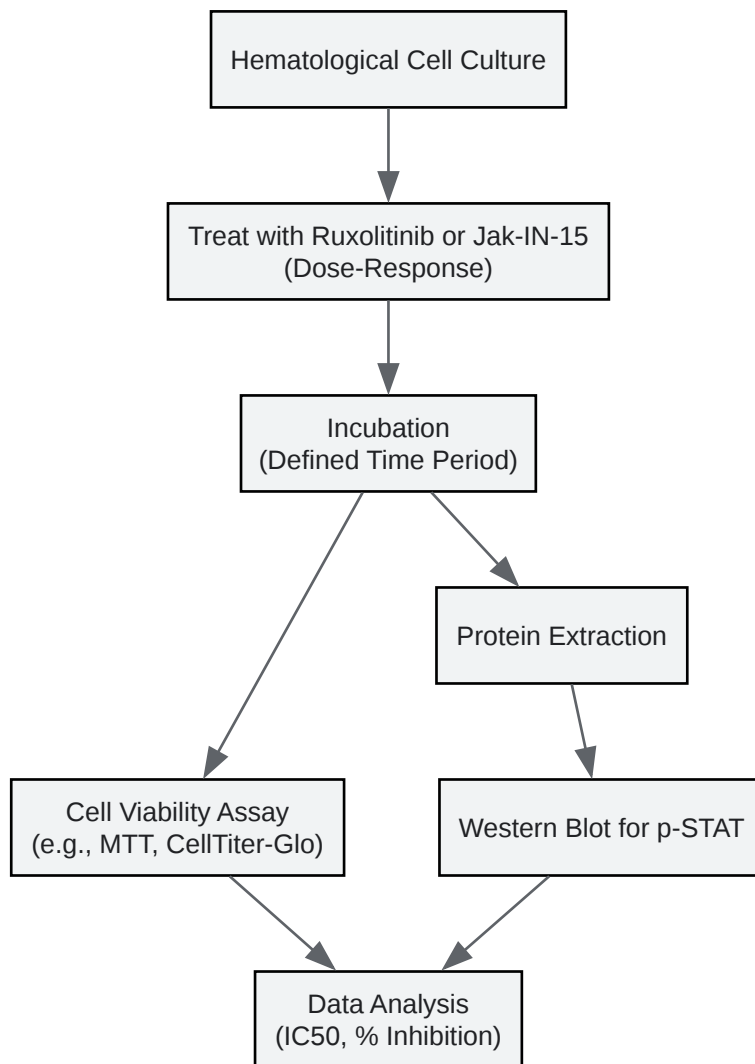 Hematological Cell Culture
Treat with Ruxolitinib or Jak-IN-15
(Dose-Response)
Incubation
(Defined Time Period)
Protein Extraction
Cell Viability Assay
(e.g., MTT, CellTiter-Glo)
Western Blot for p-STAT
Data Analysis
(IC50, % Inhibition)